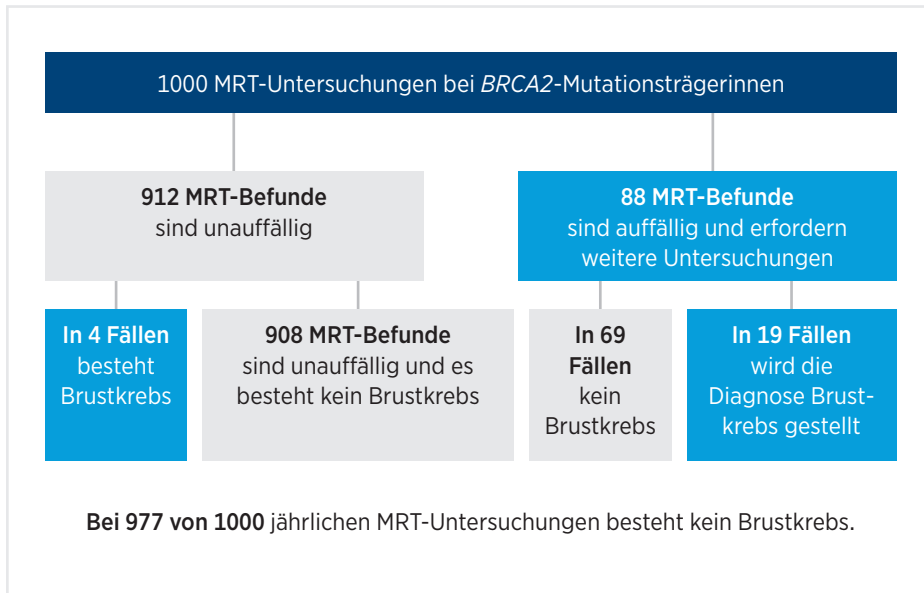 1000 MRT-Untersuchungen bei BRCA2-Mutationsträgerinnen
912 MRT-Befunde
sind unauffällig
88 MRT-Befunde
sind auffällig und erfordern
weitere Untersuchungen
In 4 Fällen
besteht
Brustkrebs
908 MRT-Befunde
sind unauffällig und es
besteht kein Brustkrebs
In 69
Fällen
kein
Brustkrebs
In 19 Fällen
wird die
Diagnose Brust-
krebs gestellt
Bei 977 von 1000 jährlichen MRT-Untersuchungen besteht kein Brustkrebs.